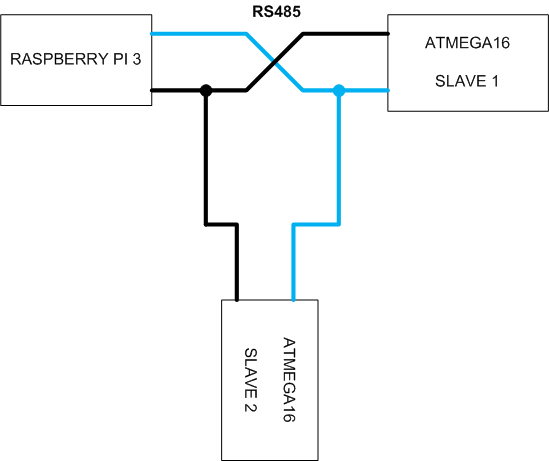 RS485
RASPBERRY PI 3
ATMEGA16
SLAVE 1
ATMEGA16
SLAVE 2